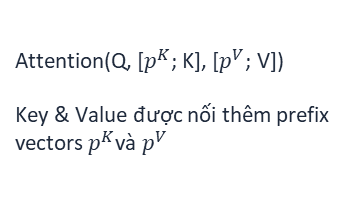 Attention(Q, [𝑝ᴷ; K], [𝑝ⱽ; V])
Key & Value được nối thêm prefix
vectors 𝑝ᴷ và 𝑝ⱽ